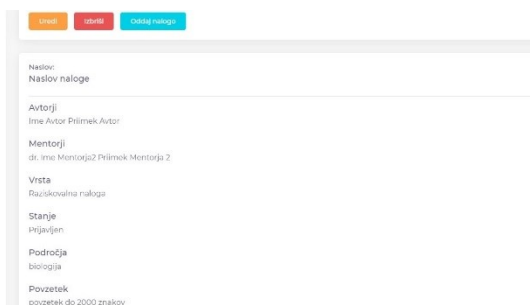 Uredi Izbriši Oddaj nalogo
Naslov:
Naslov naloge
Avtorji
Ime Avtor Priimek Avtor
Mentorji
dr. Ime Mentorja2 Priimek Mentorja 2
Vrsta
Raziskovalna naloga
Stanje
Prijavljen
Področja
biologija
Povzetek
povzetek do 2000 znakov